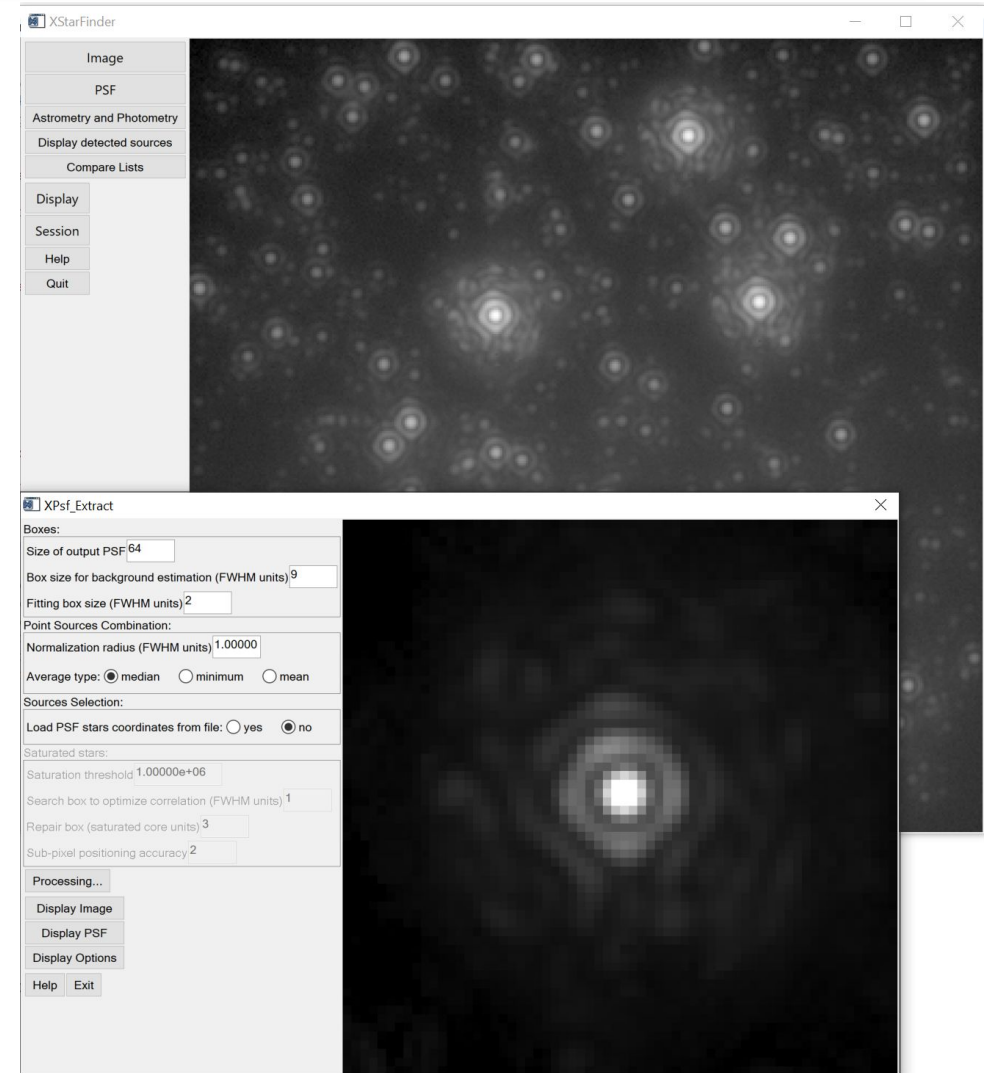 XStarFinder
Image
PSF
Astrometry and Photometry
Display detected sources
Compare Lists
Display
Session
Help
Quit
XPsf_Extract
Boxes:
Size of output PSF 64
Box size for background estimation (FWHM units) 9
Fitting box size (FWHM units) 2
Point Sources Combination:
Normalization radius (FWHM units) 1.00000
Average type: median minimum mean
Sources Selection:
Load PSF stars coordinates from file: yes no
Saturated stars:
Saturation threshold 1.00000e+06
Search box to optimize correlation (FWHM units) 1
Repair box (saturated core units) 3
Sub-pixel positioning accuracy 2
Processing...
Display Image
Display PSF
Display Options
Help Exit